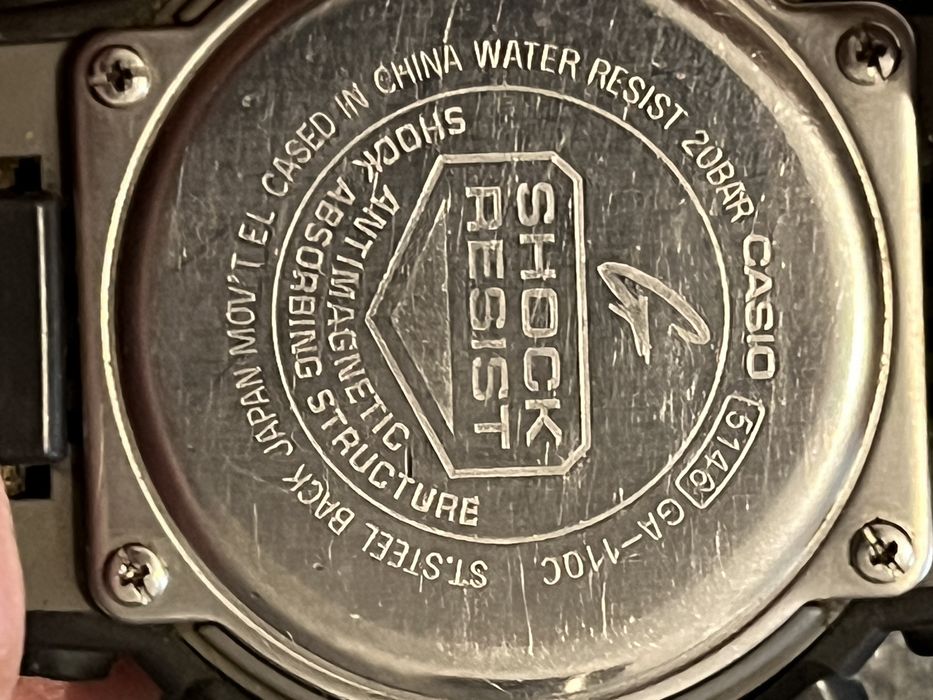 CASIO 5146 GA-110C
ST.STEEL BACK JAPAN MOV'T EL CASED IN CHINA WATER RESIST 20BAR
SHOCK ABSORBING STRUCTURE
ANTIMAGNETIC
G
SHOCK
RESIST